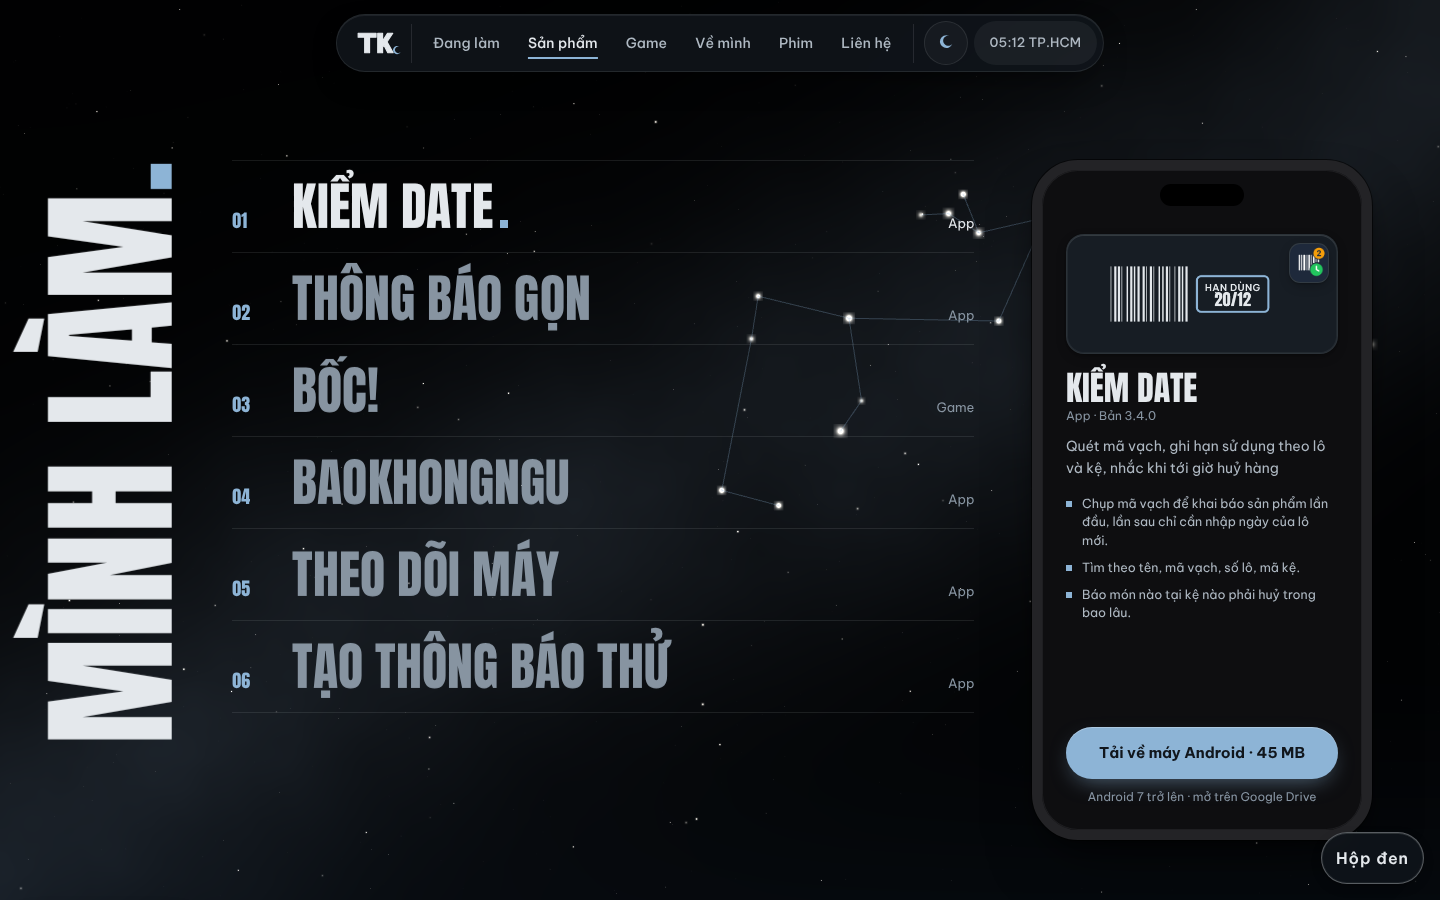 TK
Đang làm
Sản phẩm
Game
Về mình
Phim
Liên hệ
05:12 TP.HCM
MÌNH LÀM.
01 KIỂM DATE. App
02 THÔNG BÁO GỌN App
03 BỐC! Game
04 BAOKHONGNGU App
05 THEO DÕI MÁY App
06 TẠO THÔNG BÁO THỬ App
2
HẠN DÙNG
20/12
KIỂM DATE
App · Bản 3.4.0
Quét mã vạch, ghi hạn sử dụng theo lô
và kệ, nhắc khi tới giờ huỷ hàng
Chụp mã vạch để khai báo sản phẩm lần
đầu, lần sau chỉ cần nhập ngày của lô
mới.
Tìm theo tên, mã vạch, số lô, mã kệ.
Báo món nào tại kệ nào phải huỷ trong
bao lâu.
Tải về máy Android · 45 MB
Android 7 trở lên · mở trên Google Drive
Hộp đen